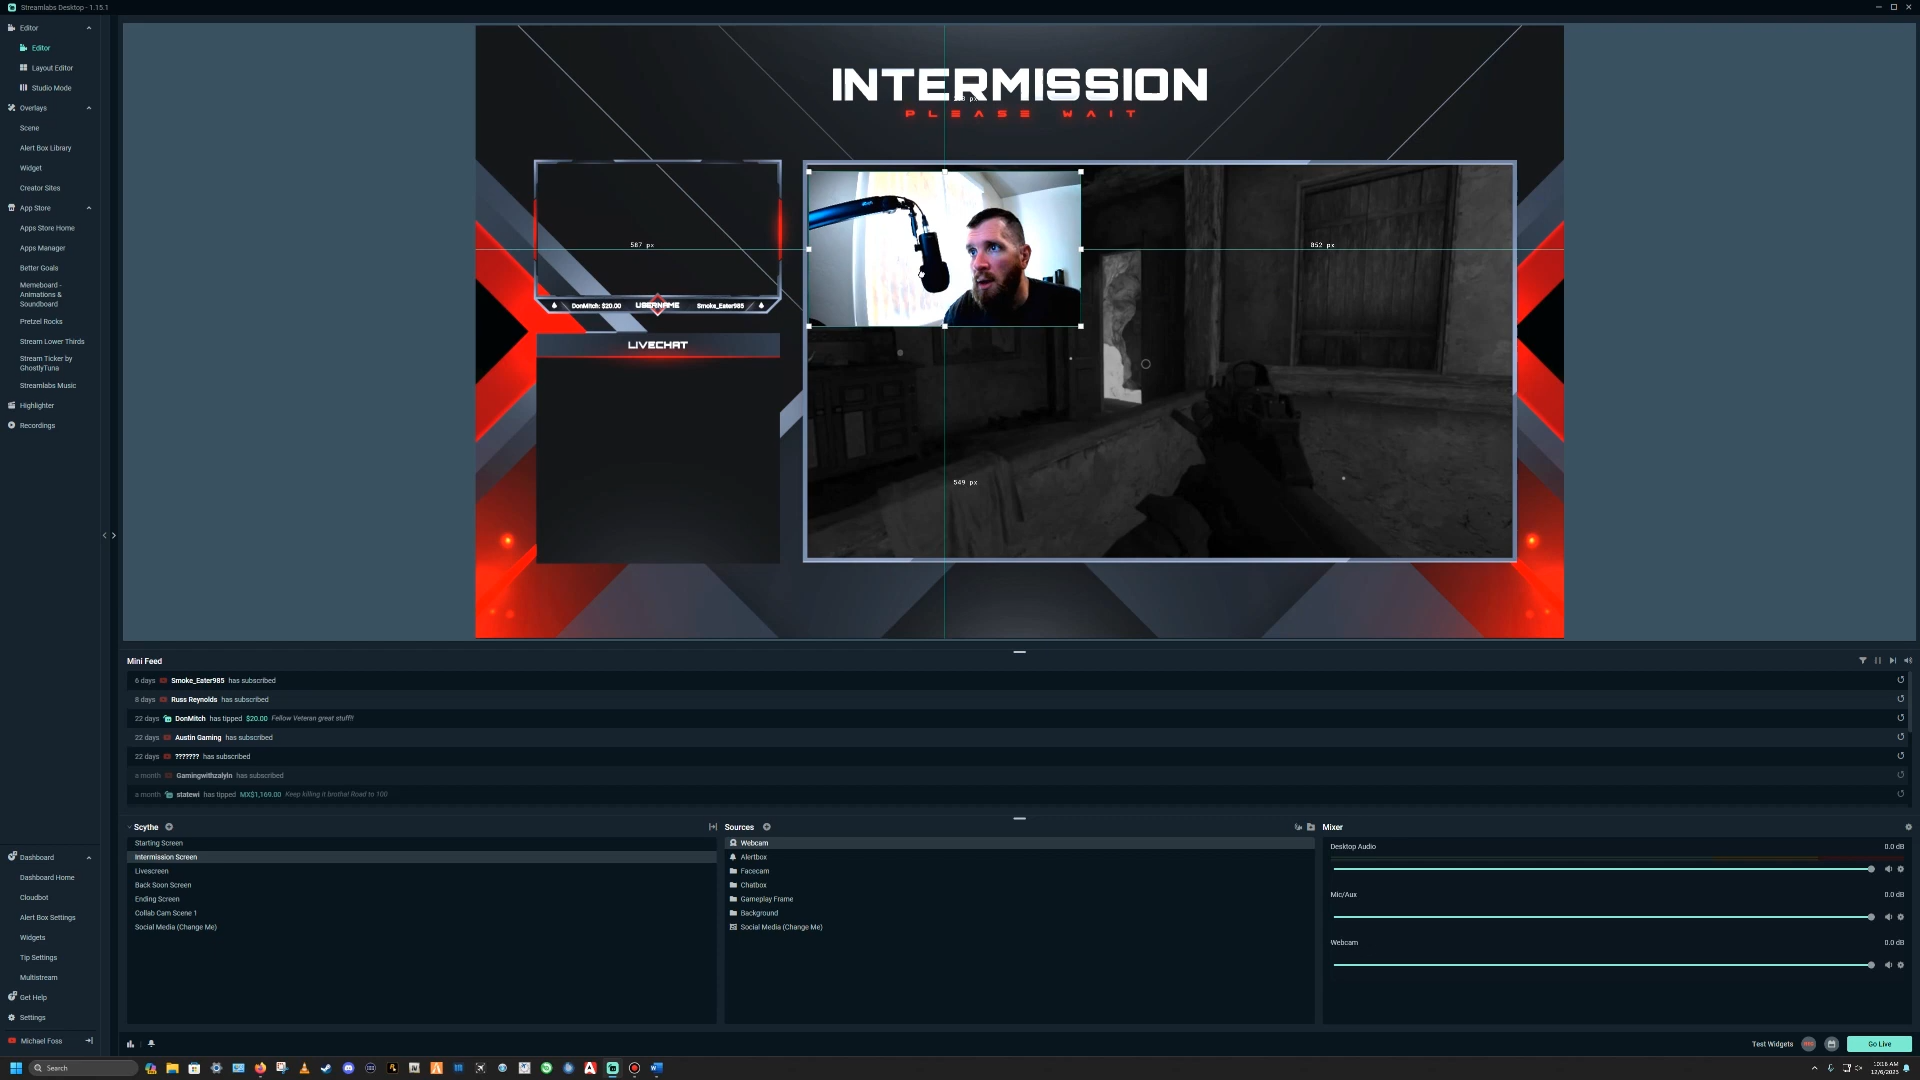 Streamlabs Desktop - 1.15.1
Editor
Editor
Layout Editor
Studio Mode
Overlays
Scene
Alert Box Library
Widget
Creator Sites
App Store
Apps Store Home
Apps Manager
Better Goals
Memeboard -
Animations &
Soundboard
Pretzel Rocks
Stream Lower Thirds
Stream Ticker by
GhostlyTuna
Streamlabs Music
Highlighter
Recordings
INTERMISSION
PLEASE WAIT
587 px
852 px
549 px
DonMitch: $20.00
USERNAME
Smoke_Eater985
LIVECHAT
Mini Feed
6 days Smoke_Eater985 has subscribed
8 days Russ Reynolds has subscribed
22 days DonMitch has tipped $20.00 Fellow Veteran great stuff!!
22 days Austin Gaming has subscribed
22 days ??????? has subscribed
a month Gamingwithzalyin has subscribed
a month statewi has tipped MX$1,169.00 Keep killing it brotha! Road to 100
Scythe
Starting Screen
Intermission Screen
Livescreen
Back Soon Screen
Ending Screen
Collab Cam Scene 1
Social Media (Change Me)
Sources
Webcam
Alertbox
Facecam
Chatbox
Gameplay Frame
Background
Social Media (Change Me)
Mixer
Desktop Audio 0.0 dB
Mic/Aux 0.0 dB
Webcam 0.0 dB
Dashboard
Dashboard Home
Cloudbot
Alert Box Settings
Widgets
Tip Settings
Multistream
Get Help
Settings
Michael Foss
Test Widgets
REC
Go Live
Search
10:16 AM
12/6/2023